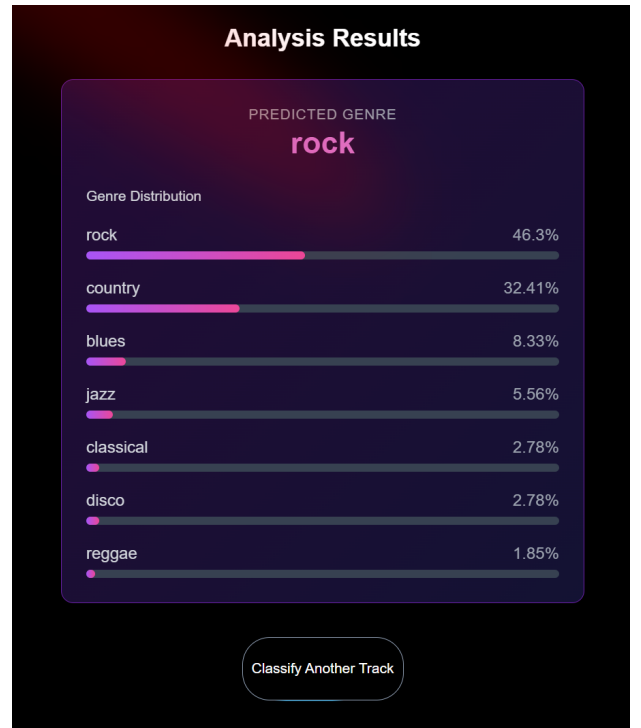 Analysis Results
PREDICTED GENRE
rock
Genre Distribution
rock 46.3%
country 32.41%
blues 8.33%
jazz 5.56%
classical 2.78%
disco 2.78%
reggae 1.85%
Classify Another Track